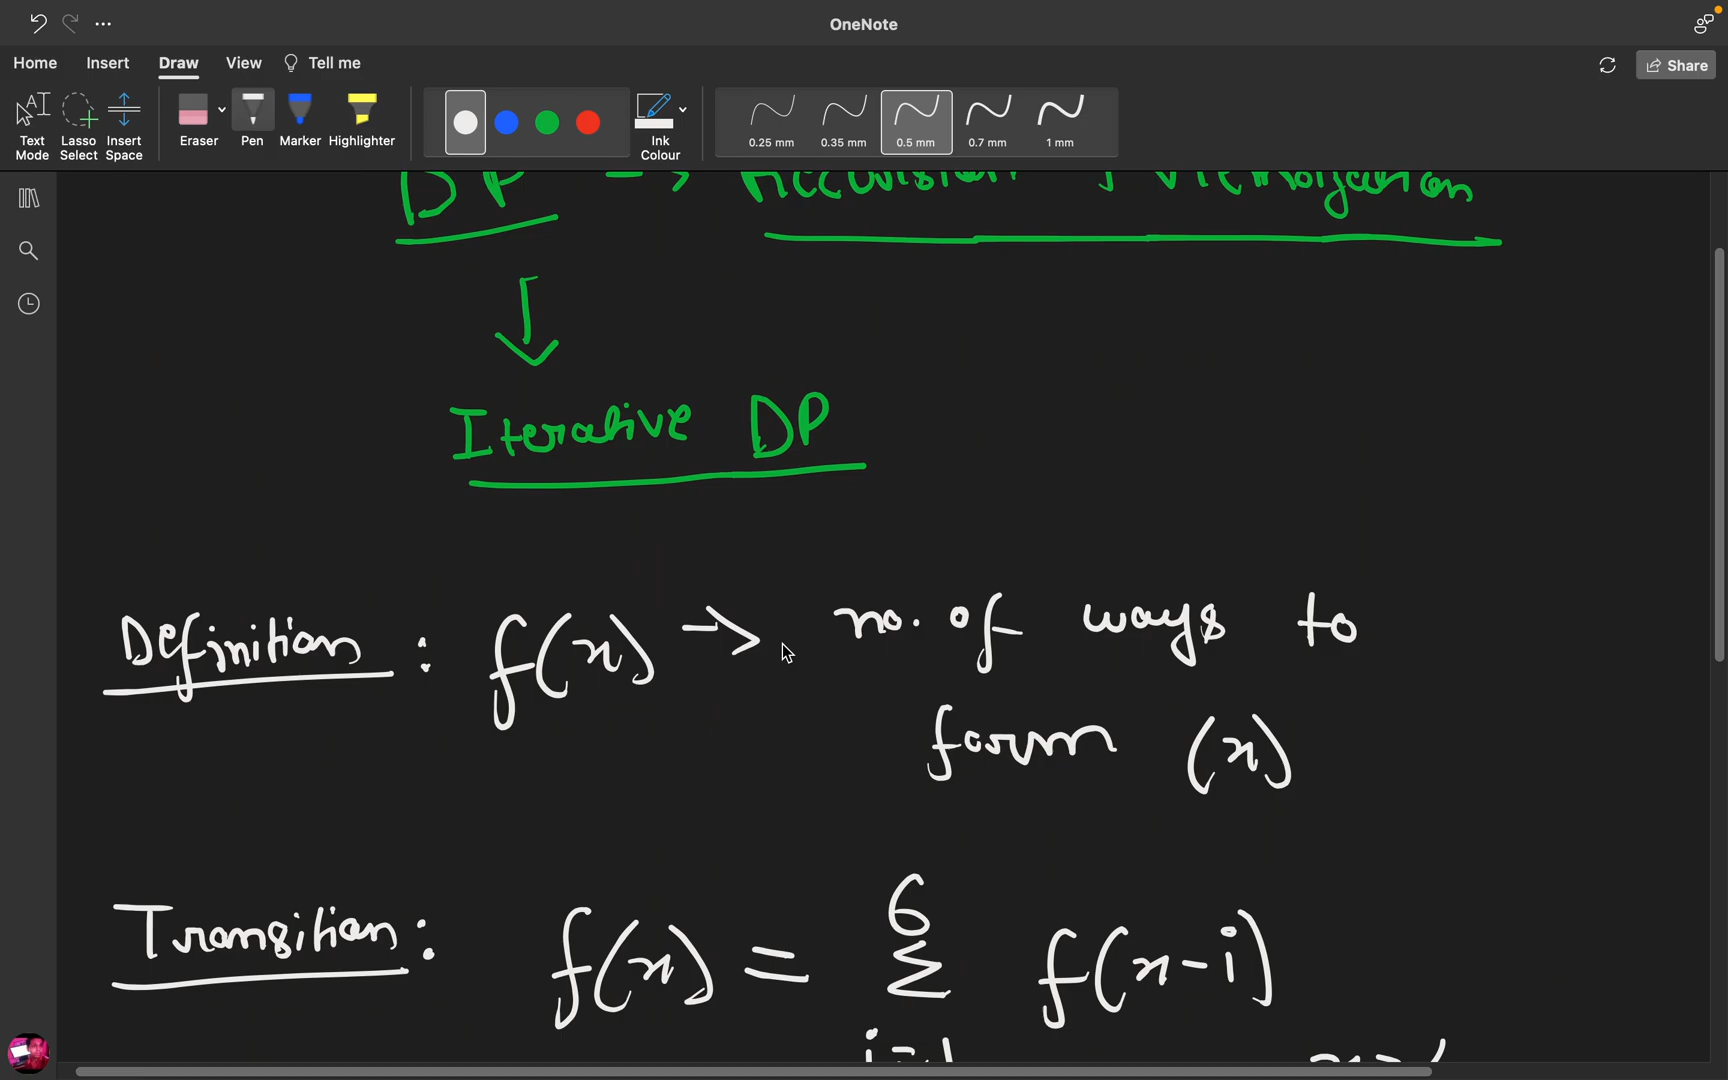 OneNote
Home Insert Draw View Tell me
Share
Text Mode
Lasso Select
Insert Space
Eraser
Pen
Marker
Highlighter
Ink Colour
0.25 mm
0.35 mm
0.5 mm
0.7 mm
1 mm
DP →
Iterative DP
Definition : f(x) → no. of ways to
form (x)
Transition : f(x) = 6 Σ f(x-i)
i=1